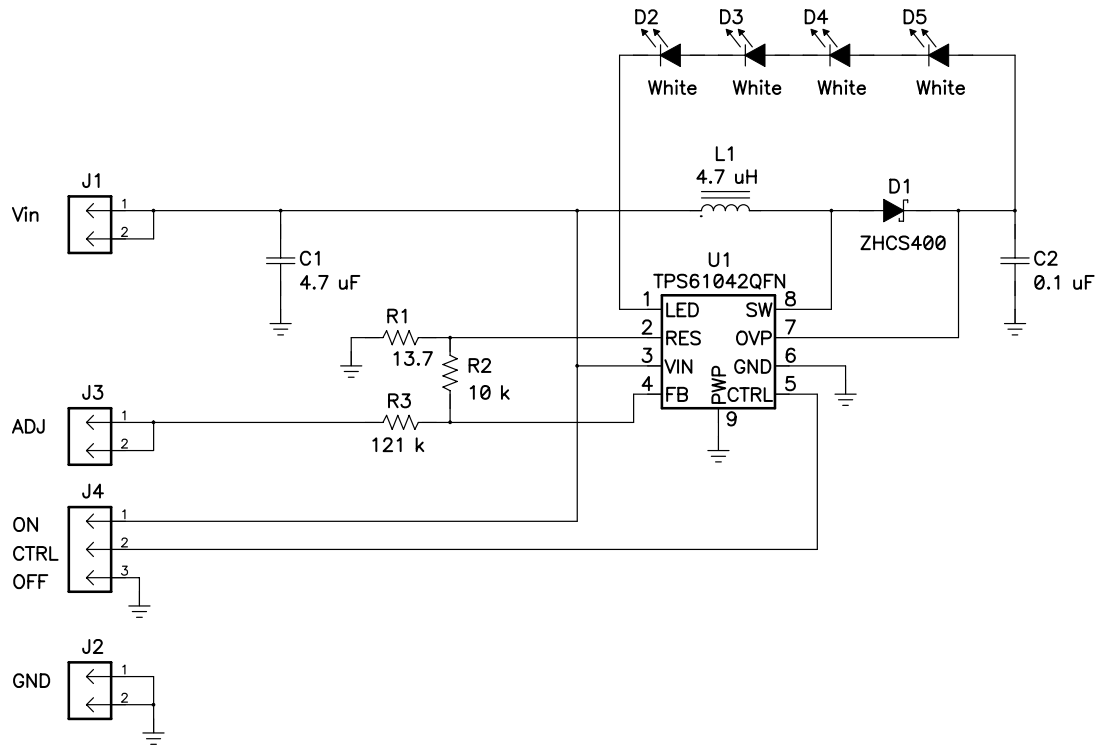 D2 D3 D4 D5
White White White White
L1
4.7 uH
J1
Vin
1
2
D1
ZHCS400
C1
4.7 uF
C2
0.1 uF
U1
TPS61042QFN
1 LED SW 8
2 RES OVP 7
3 VIN GND 6
4 FB PWP CTRL 5
9
R1
13.7
R2
10 k
R3
121 k
J3
ADJ
1
2
J4
ON 1
CTRL 2
OFF 3
J2
GND
1
2